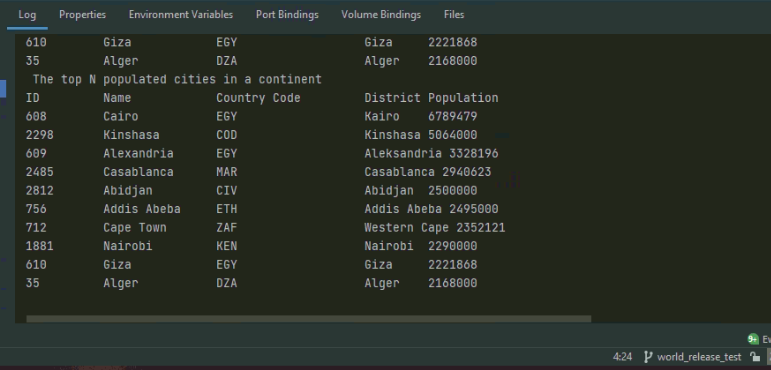 Log Properties Environment Variables Port Bindings Volume Bindings Files
610 Giza EGY Giza 2221868
35 Alger DZA Alger 2168000
The top N populated cities in a continent
ID Name Country Code District Population
608 Cairo EGY Kairo 6789479
2298 Kinshasa COD Kinshasa 5064000
609 Alexandria EGY Aleksandria 3328196
2485 Casablanca MAR Casablanca 2940623
2812 Abidjan CIV Abidjan 2500000
756 Addis Abeba ETH Addis Abeba 2495000
712 Cape Town ZAF Western Cape 2352121
1881 Nairobi KEN Nairobi 2290000
610 Giza EGY Giza 2221868
35 Alger DZA Alger 2168000
9+
4:24 world_release_test